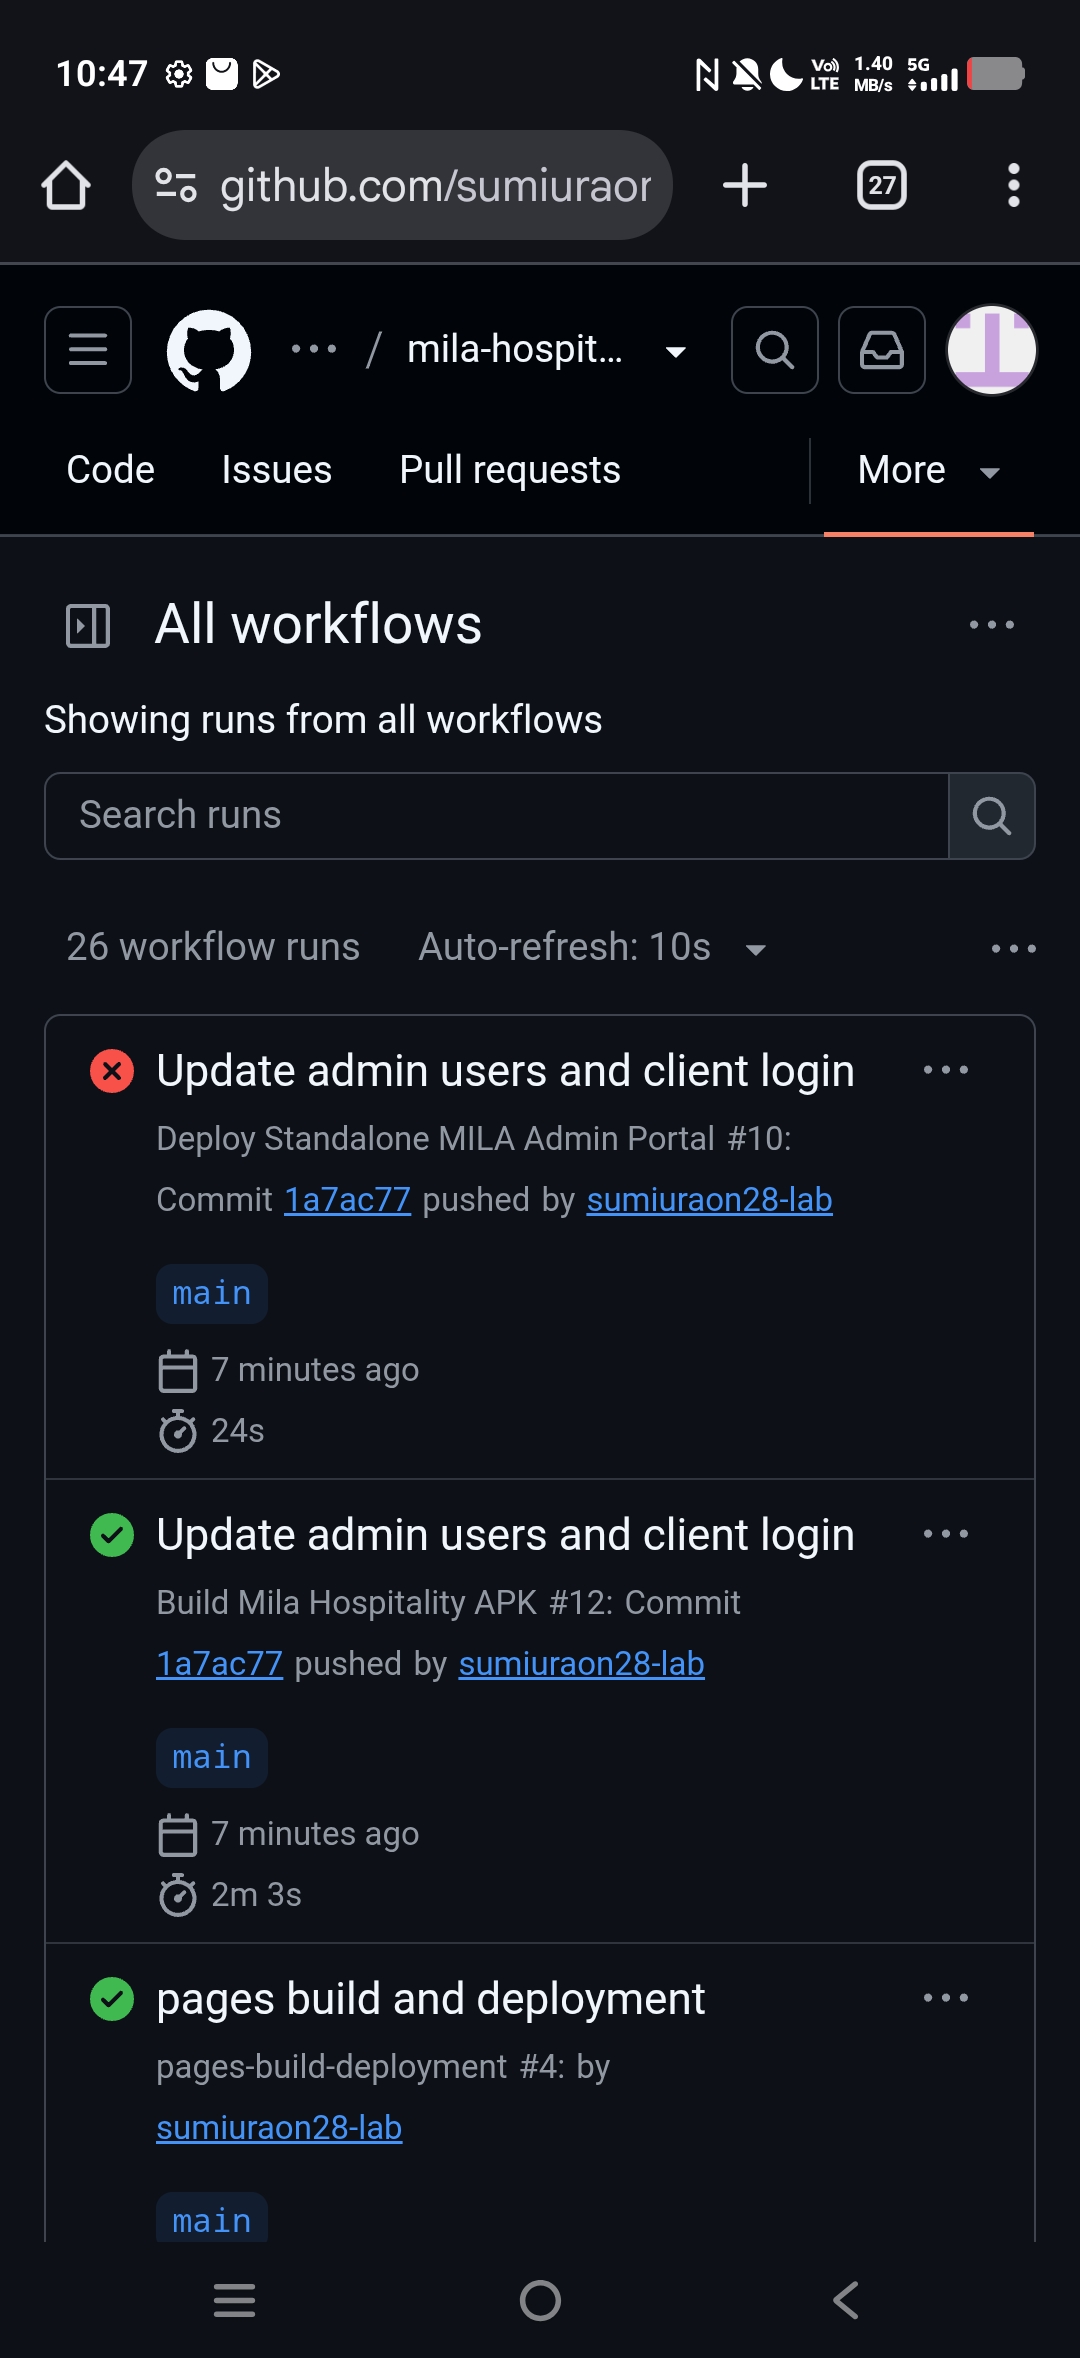 10:47
Vo)) LTE
1.40 MB/s
5G
github.com/sumiuraor
27
... / mila-hospit...
Code Issues Pull requests More
All workflows
Showing runs from all workflows
Search runs
26 workflow runs Auto-refresh: 10s
Update admin users and client login
Deploy Standalone MILA Admin Portal #10:
Commit 1a7ac77 pushed by sumiuraon28-lab
main
7 minutes ago
24s
Update admin users and client login
Build Mila Hospitality APK #12: Commit
1a7ac77 pushed by sumiuraon28-lab
main
7 minutes ago
2m 3s
pages build and deployment
pages-build-deployment #4: by
sumiuraon28-lab
main